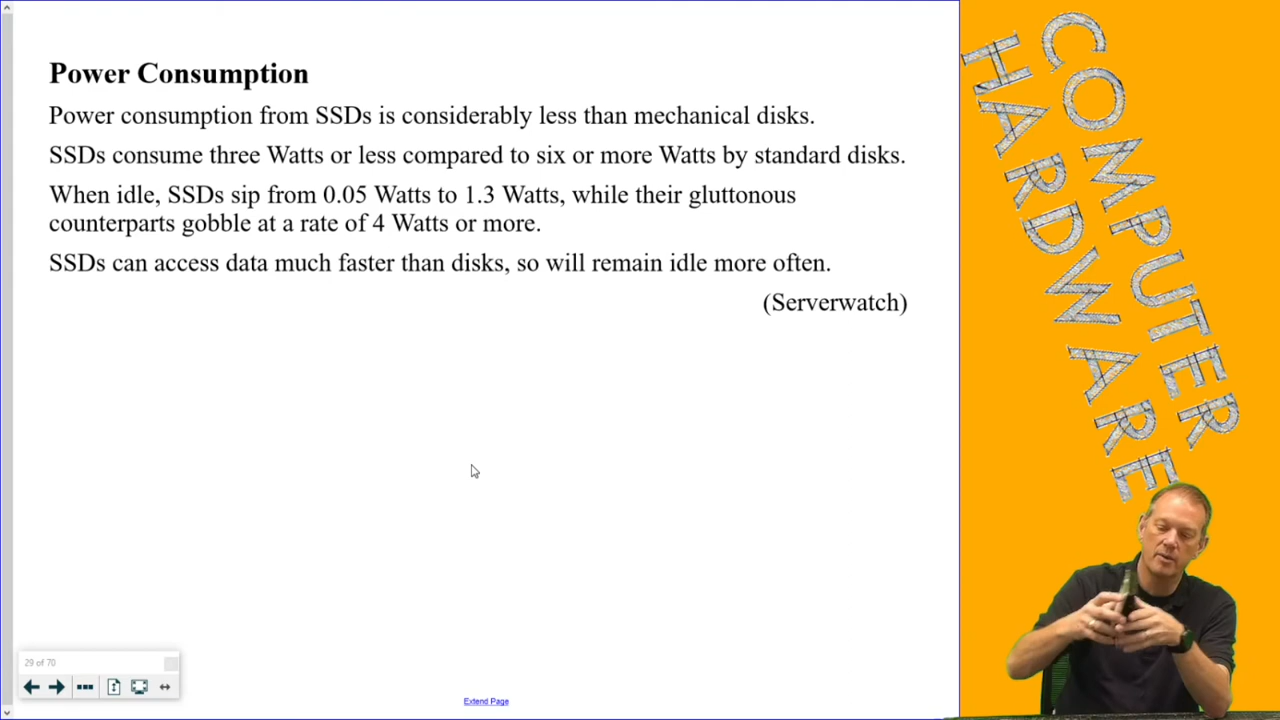 Power Consumption
Power consumption from SSDs is considerably less than mechanical disks.
SSDs consume three Watts or less compared to six or more Watts by standard disks.
When idle, SSDs sip from 0.05 Watts to 1.3 Watts, while their gluttonous
counterparts gobble at a rate of 4 Watts or more.
SSDs can access data much faster than disks, so will remain idle more often.
(Serverwatch)
29 of 70
Extend Page
COMPUTER
HARDWARE